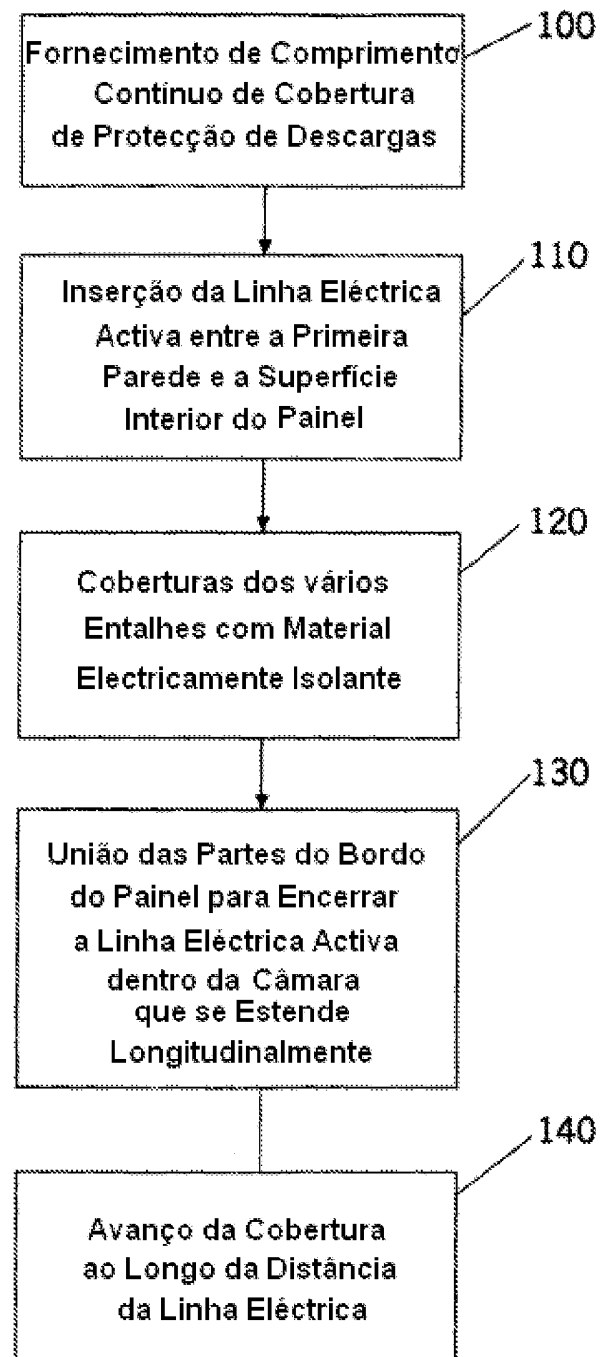 100
Fornecimento de Comprimento
Contínuo de Cobertura
de Protecção de Descargas
110
Inserção da Linha Eléctrica
Activa entre a Primeira
Parede e a Superfície
Interior do Painel
120
Coberturas dos vários
Entalhes com Material
Electricamente Isolante
130
União das Partes do Bordo
do Painel para Encerrar
a Linha Eléctrica Activa
dentro da Câmara
que se Estende
Longitudinalmente
140
Avanço da Cobertura
ao Longo da Distância
da Linha Eléctrica